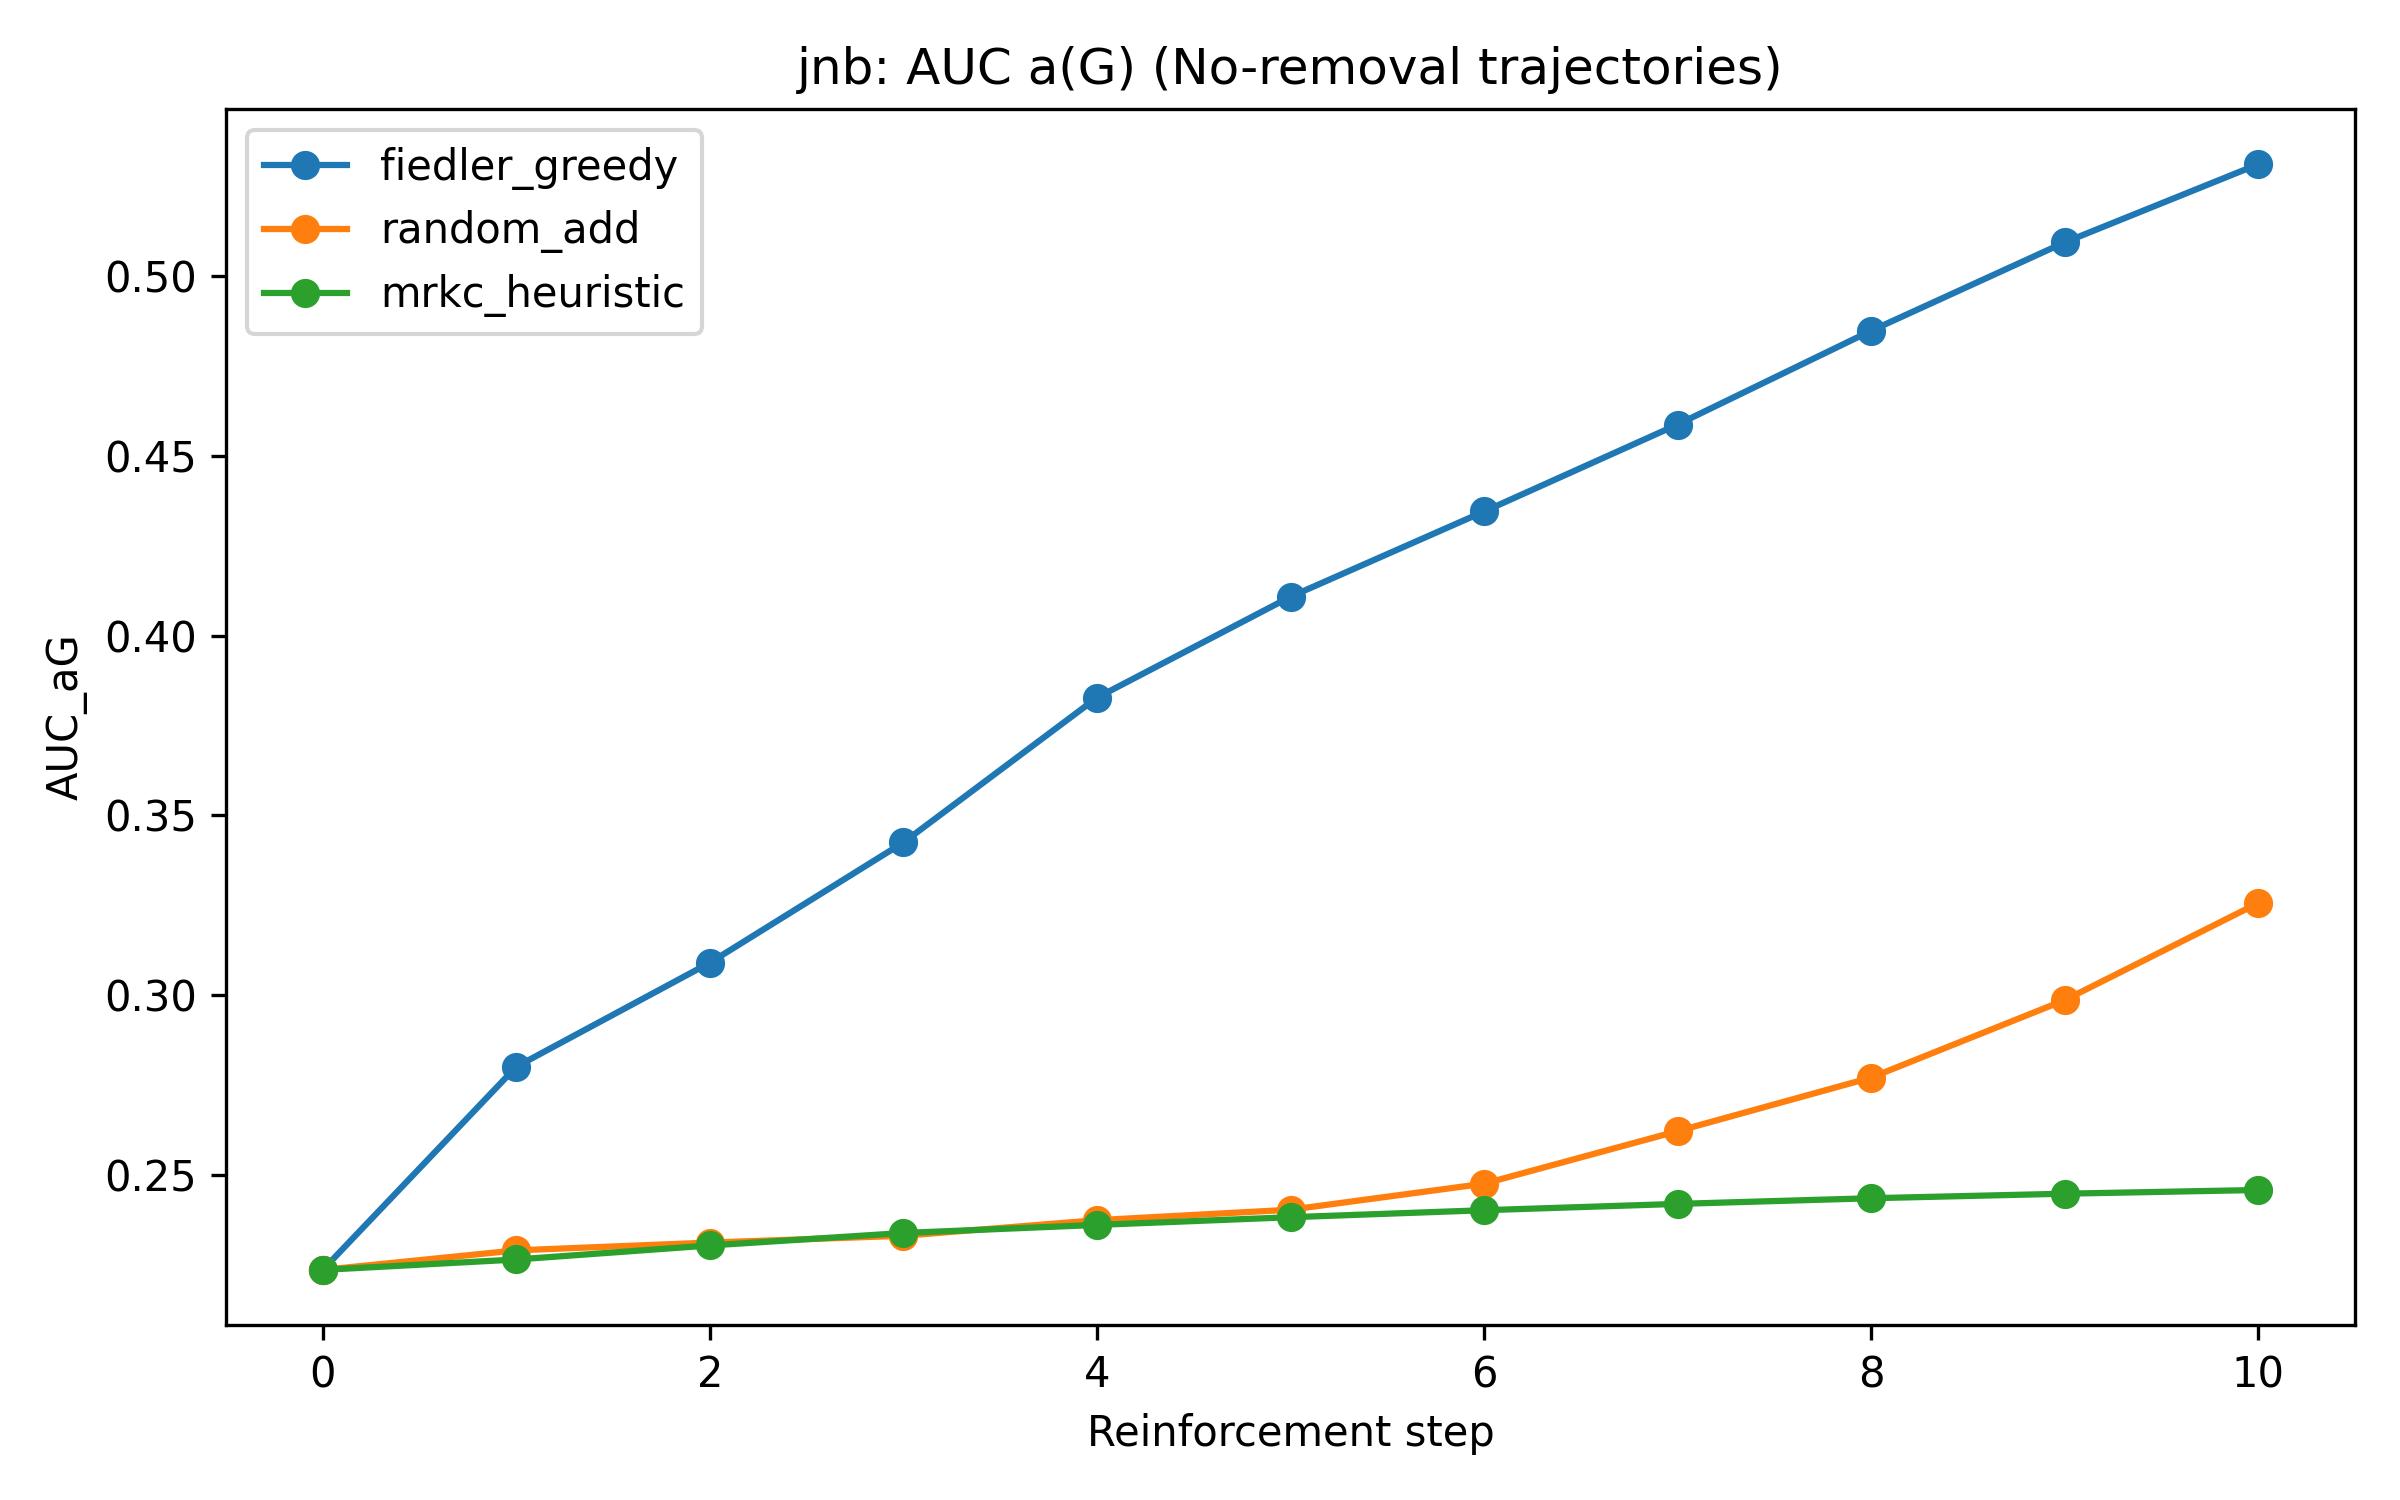 jnb: AUC a(G) (No-removal trajectories)
fiedler_greedy
random_add
mrkc_heuristic
AUC_aG
0.50
0.45
0.40
0.35
0.30
0.25
0 2 4 6 8 10
Reinforcement step